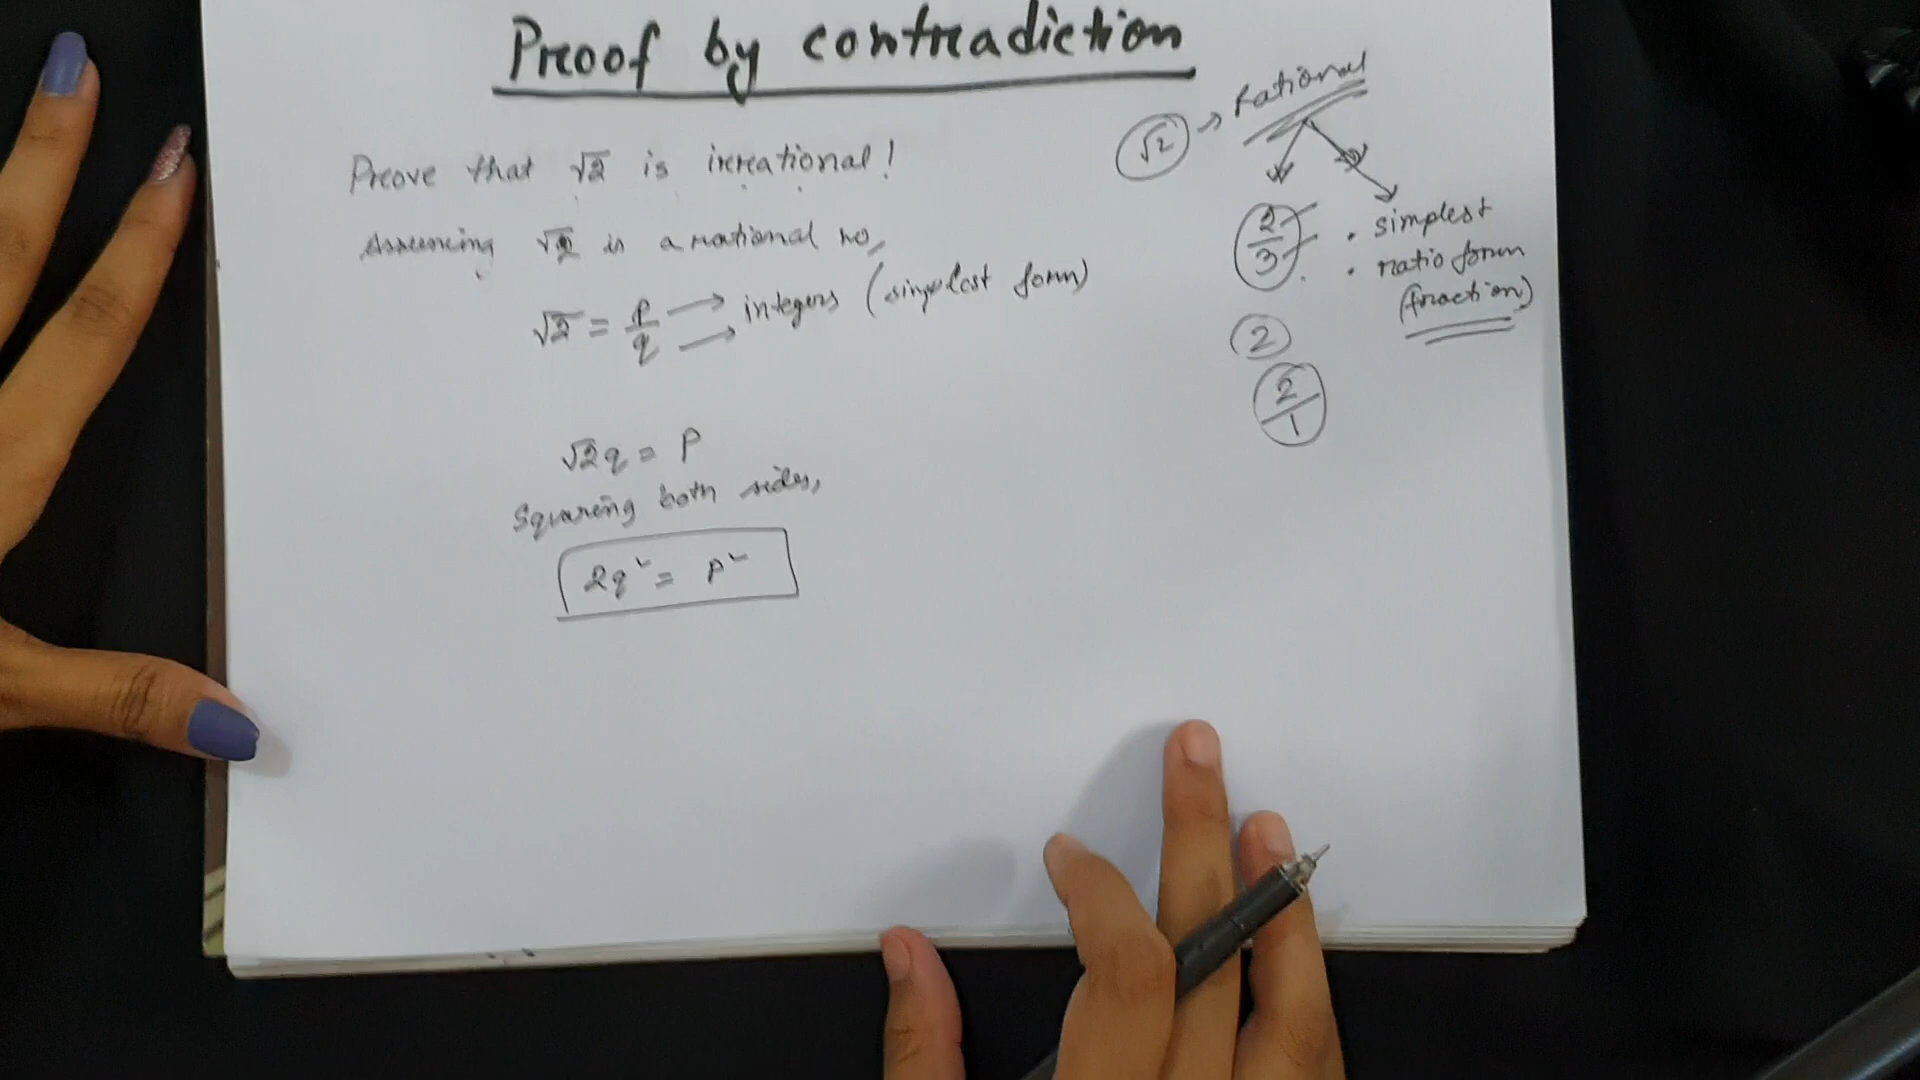 Proof by contradiction
Prove that √2 is irrational!
Assuming √2 is a rational no,
√2 = p/q → integers (simplest form)
√2q = P
Squaring both sides,
2q² = p²
√2 → rational
2/3
• simplest
• ratio form
(fraction)
2
2/1